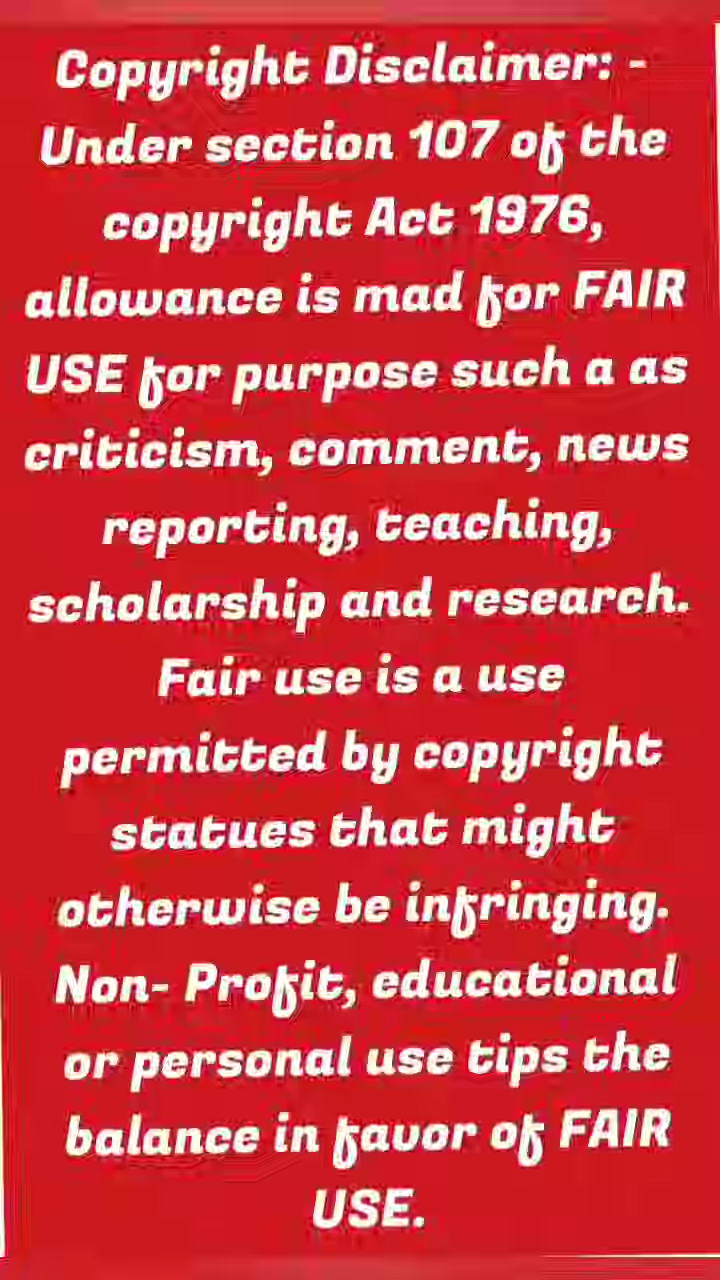 Copyright Disclaimer: -
Under section 107 of the
copyright Act 1976,
allowance is mad for FAIR
USE for purpose such a as
criticism, comment, news
reporting, teaching,
scholarship and research.
Fair use is a use
permitted by copyright
statues that might
otherwise be infringing.
Non- Profit, educational
or personal use tips the
balance in favor of FAIR
USE.